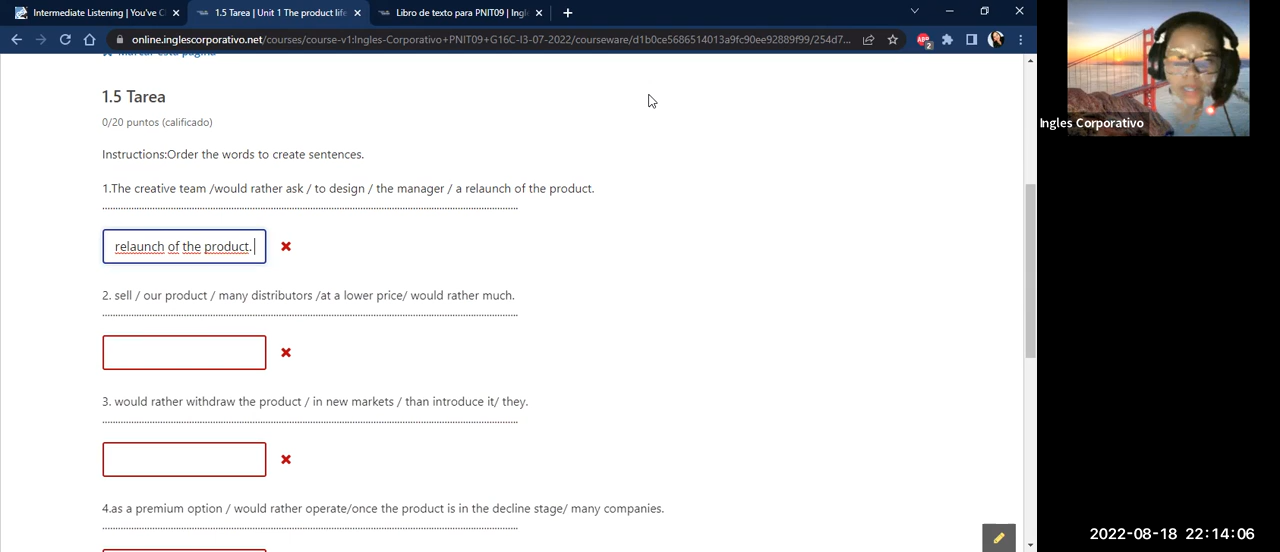 Intermediate Listening | You've C
1.5 Tarea | Unit 1 The product life
Libro de texto para PNIT09 | Ingl
online.inglescorporativo.net/courses/course-v1:Ingles-Corporativo+PNIT09+G16C-I3-07-2022/courseware/d1b0ce5686514013a9fc90ee92889f99/254d7...
2
Marcar esta página
1.5 Tarea
0/20 puntos (calificado)
Instructions:Order the words to create sentences.
1.The creative team /would rather ask / to design / the manager / a relaunch of the product.
relaunch of the product.
2. sell / our product / many distributors /at a lower price/ would rather much.
3. would rather withdraw the product / in new markets / than introduce it/ they.
4.as a premium option / would rather operate/once the product is in the decline stage/ many companies.
Ingles Corporativo
2022-08-18 22:14:06